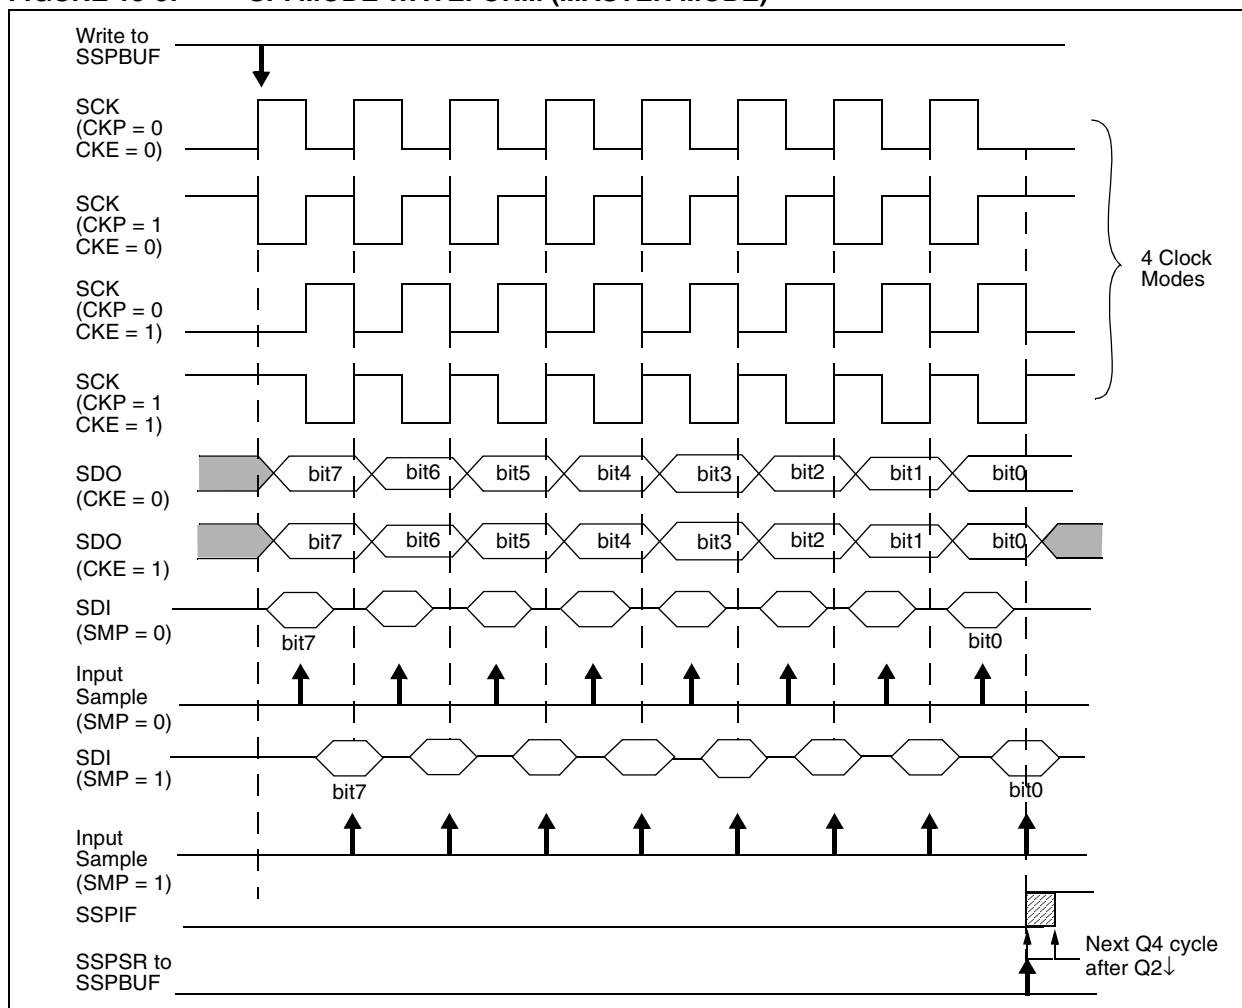 Write to
SSPBUF
SCK
(CKP = 0
CKE = 0)
SCK
(CKP = 1
CKE = 0)
4 Clock
Modes
SCK
(CKP = 0
CKE = 1)
SCK
(CKP = 1
CKE = 1)
SDO
(CKE = 0)
bit7 bit6 bit5 bit4 bit3 bit2 bit1 bit0
SDO
(CKE = 1)
bit7 bit6 bit5 bit4 bit3 bit2 bit1 bit0
SDI
(SMP = 0)
bit7 bit0
Input
Sample
(SMP = 0)
SDI
(SMP = 1)
bit7 bit0
Input
Sample
(SMP = 1)
SSPIF
Next Q4 cycle
after Q2↓
SSPSR to
SSPBUF